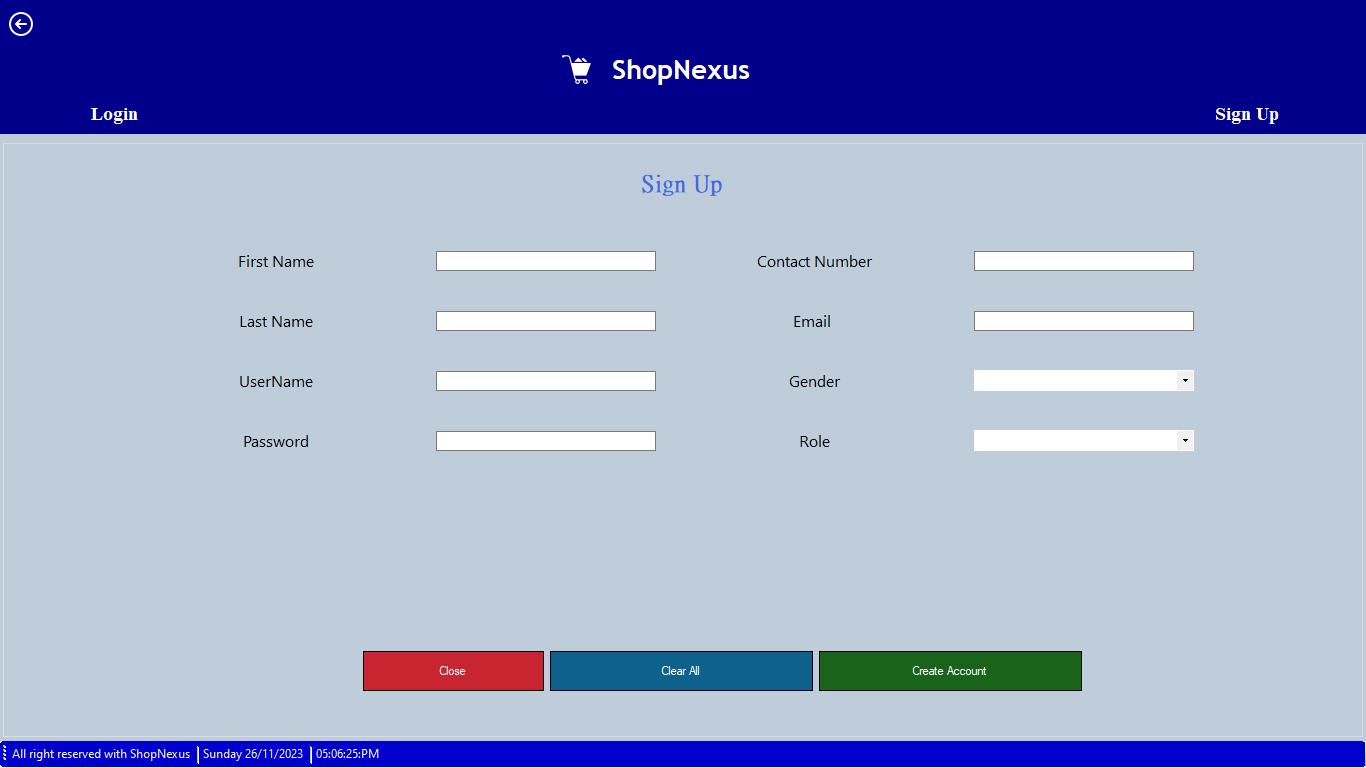 ShopNexus
Login Sign Up
Sign Up
First Name Contact Number
Last Name Email
UserName Gender
Password Role
Close Clear All Create Account
All right reserved with ShopNexus Sunday 26/11/2023 05:06:25:PM